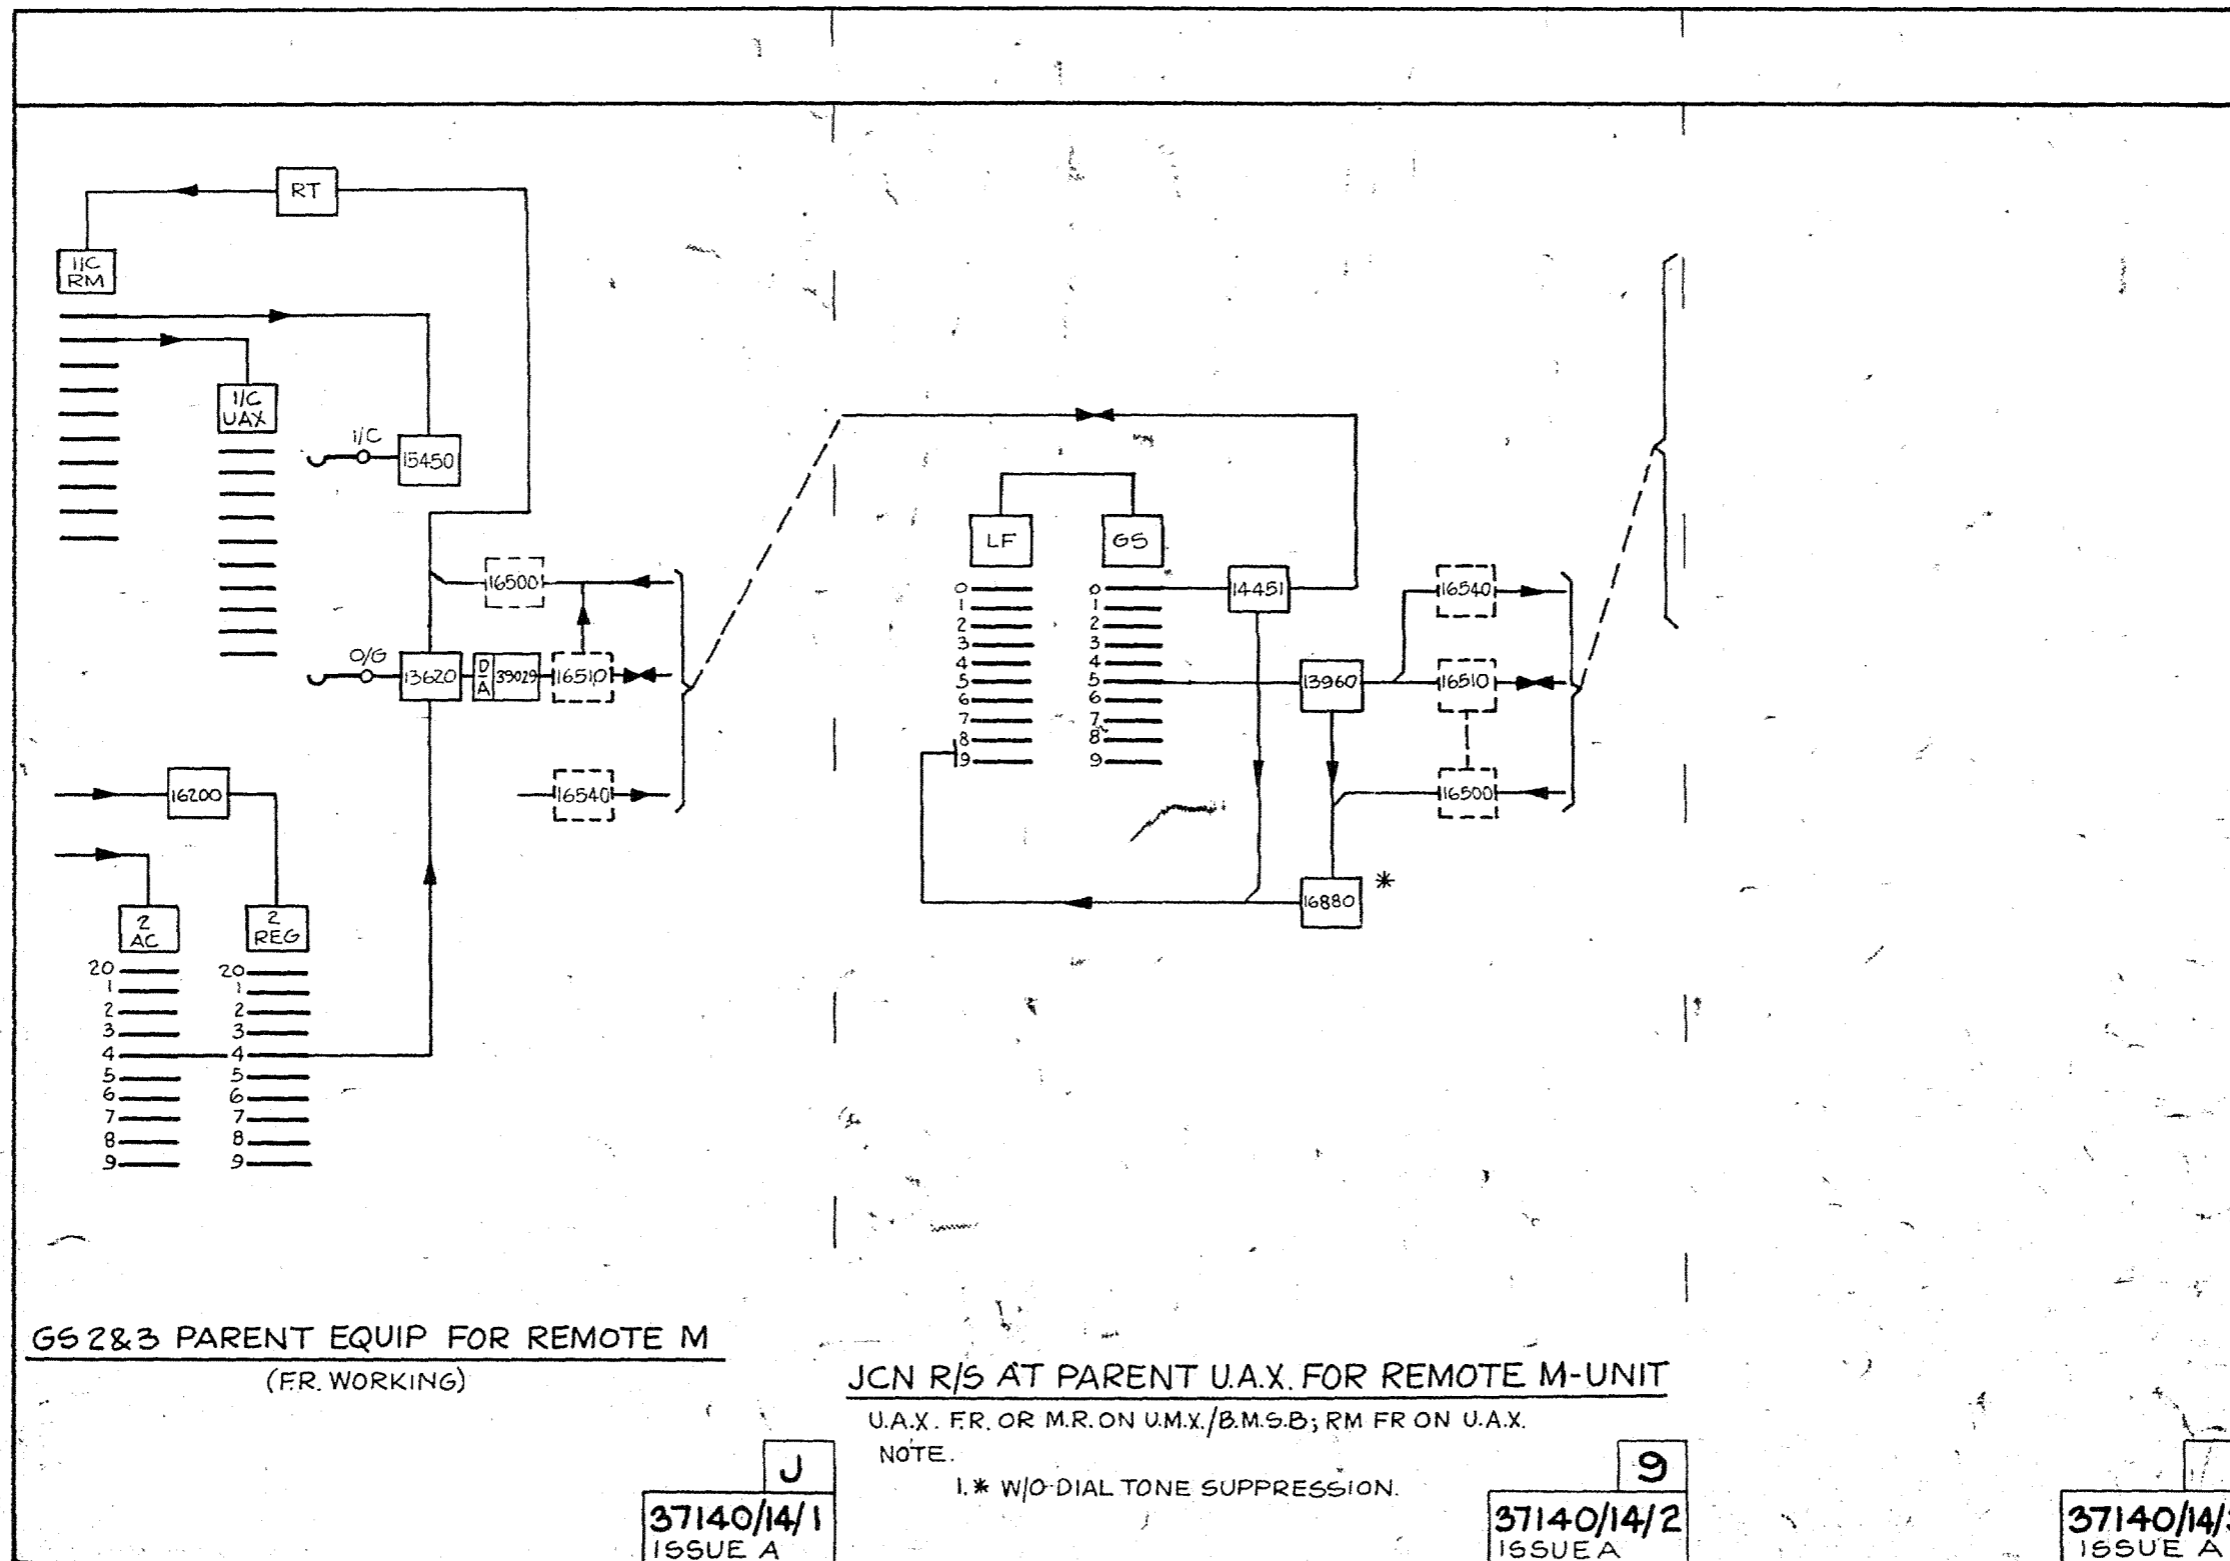 RT
I/C
RM
I/C
UAX
I/C
15450
16500
O/G
13620
D
A
39029
16510
16540
16200
2
AC
2
REG
20
1
2
3
4
5
6
7
8
9
20
1
2
3
4
5
6
7
8
9
GS 2&3 PARENT EQUIP FOR REMOTE M
(F.R. WORKING)
J
37140/14/1
ISSUE A
LF
GS
0
1
2
3
4
5
6
7
8
9
0
1
2
3
4
5
6
7
8
9
14451
13960
16540
16510
16500
16880
*
JCN R/S AT PARENT U.A.X. FOR REMOTE M-UNIT
U.A.X. F.R. OR M.R. ON U.M.X./B.M.S.B; RM FR ON U.A.X.
NOTE.
1.* W/O DIAL TONE SUPPRESSION.
9
37140/14/2
ISSUE A
37140/14/
ISSUE A